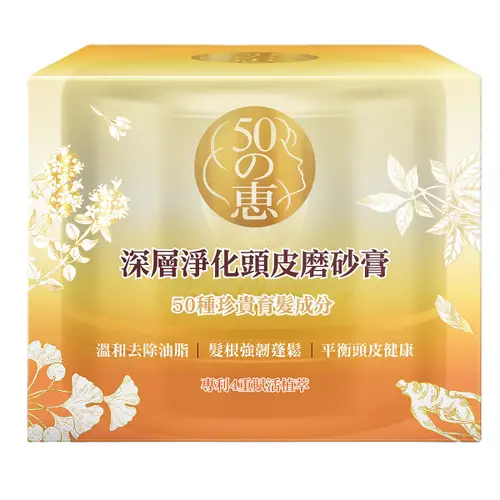 50の恵
深層淨化頭皮磨砂膏
50種珍貴育髮成分
溫和去除油脂｜髮根強韌蓬鬆｜平衡頭皮健康
專利4重賦活植萃